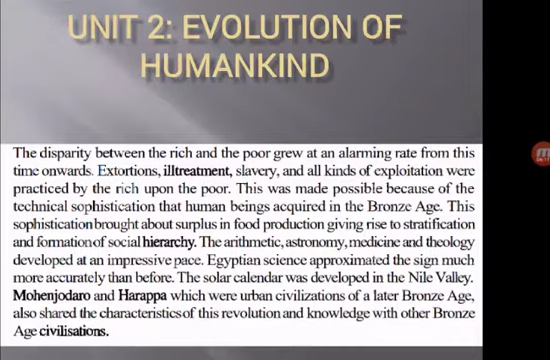 UNIT 2: EVOLUTION OF
HUMANKIND
The disparity between the rich and the poor grew at an alarming rate from this
time onwards. Extortions, illtreatment, slavery, and all kinds of exploitation were
practiced by the rich upon the poor. This was made possible because of the
technical sophistication that human beings acquired in the Bronze Age. This
sophistication brought about surplus in food production giving rise to stratification
and formation of social hierarchy. The arithmetic, astronomy, medicine and theology
developed at an impressive pace. Egyptian science approximated the sign much
more accurately than before. The solar calendar was developed in the Nile Valley.
Mohenjodaro and Harappa which were urban civilizations of a later Bronze Age,
also shared the characteristics of this revolution and knowledge with other Bronze
Age civilisations.